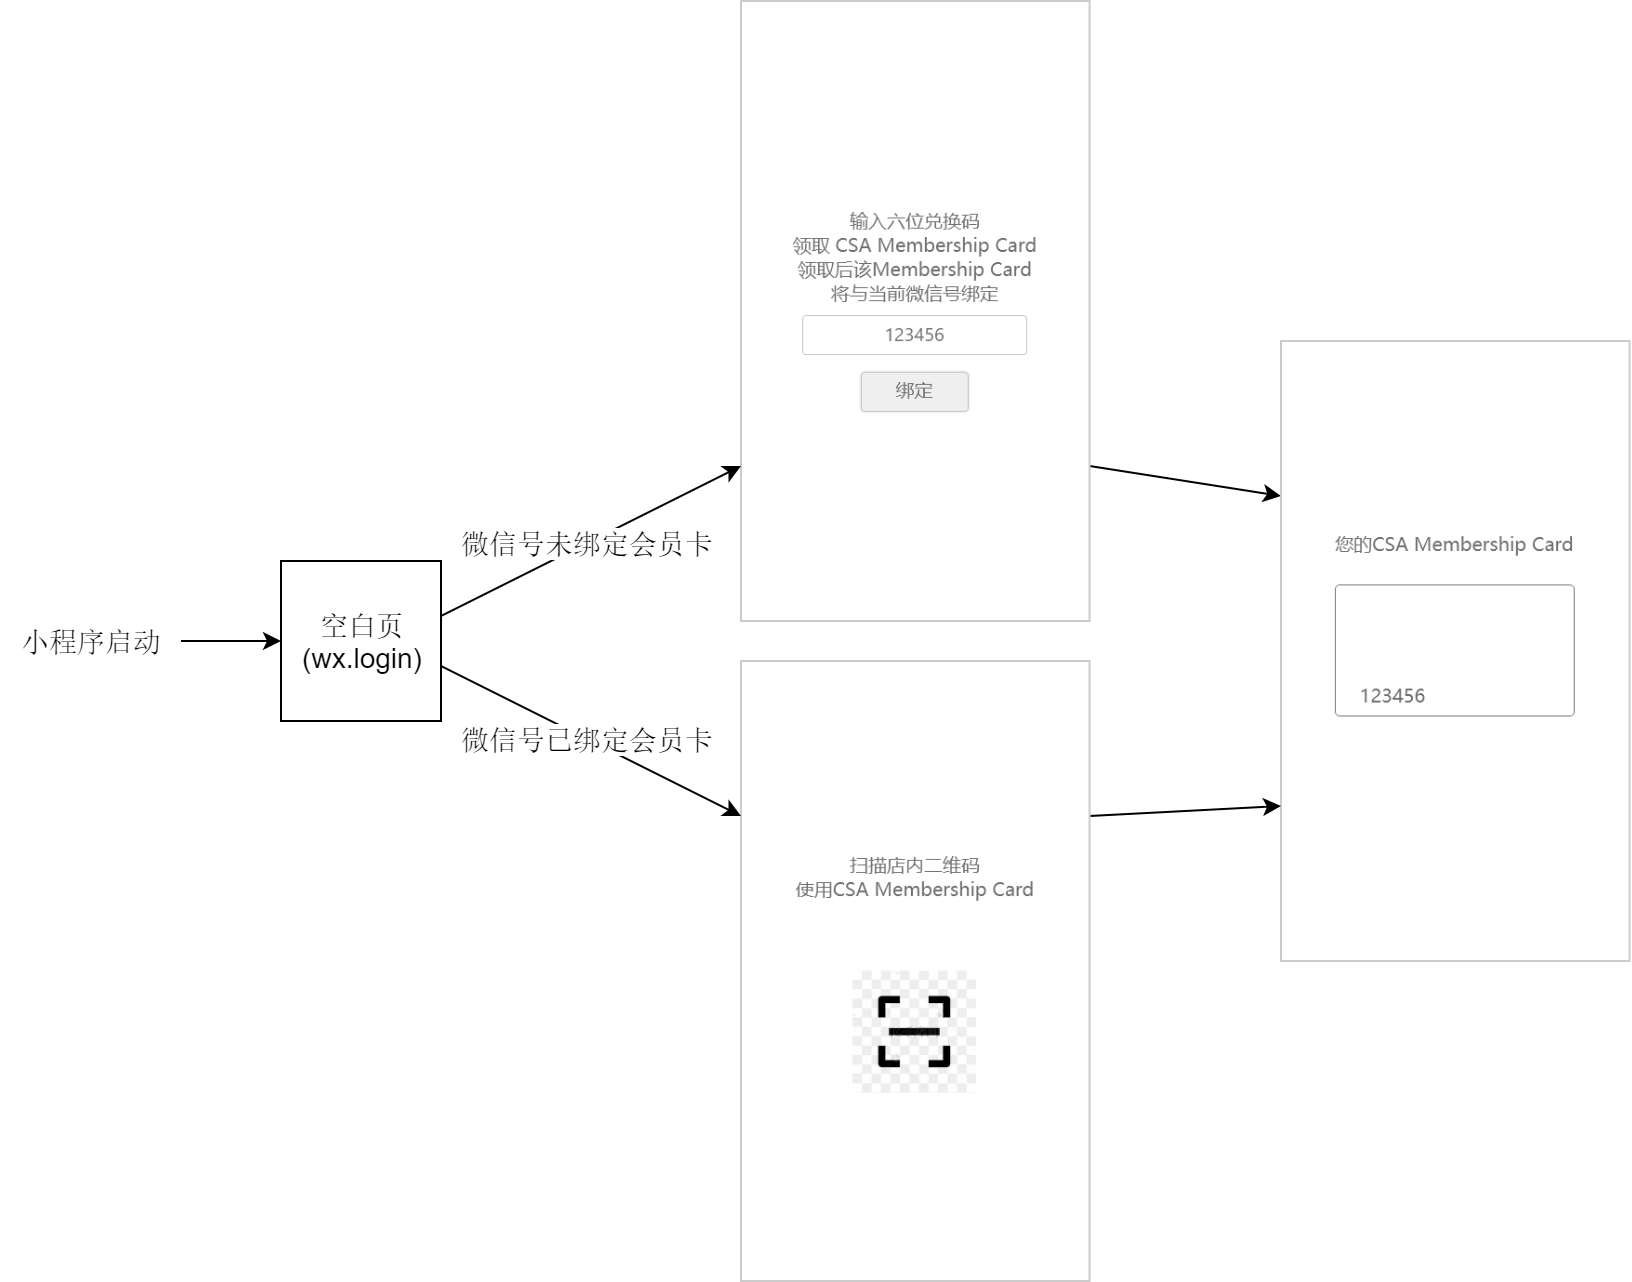 小程序启动
空白页
(wx.login)
微信号未绑定会员卡
微信号已绑定会员卡
输入六位兑换码
领取 CSA Membership Card
领取后该Membership Card
将与当前微信号绑定
123456
绑定
扫描店内二维码
使用CSA Membership Card
您的CSA Membership Card
123456